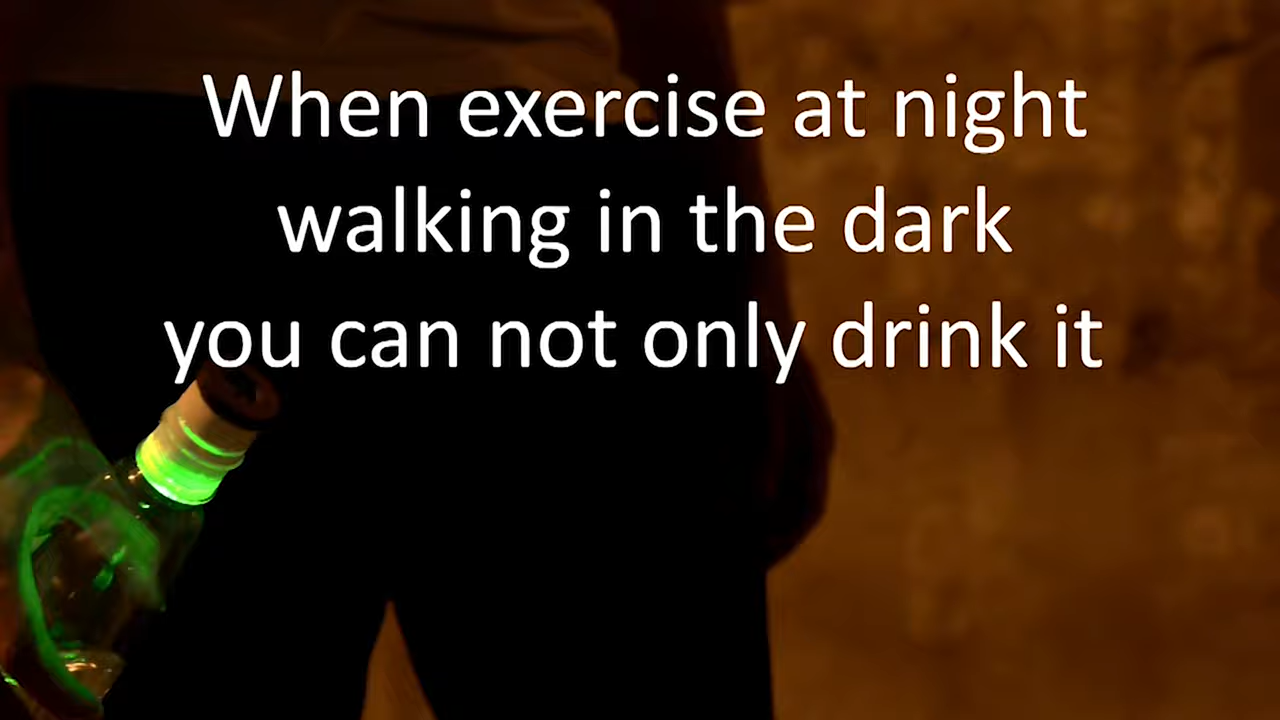 When exercise at night
walking in the dark
you can not only drink it